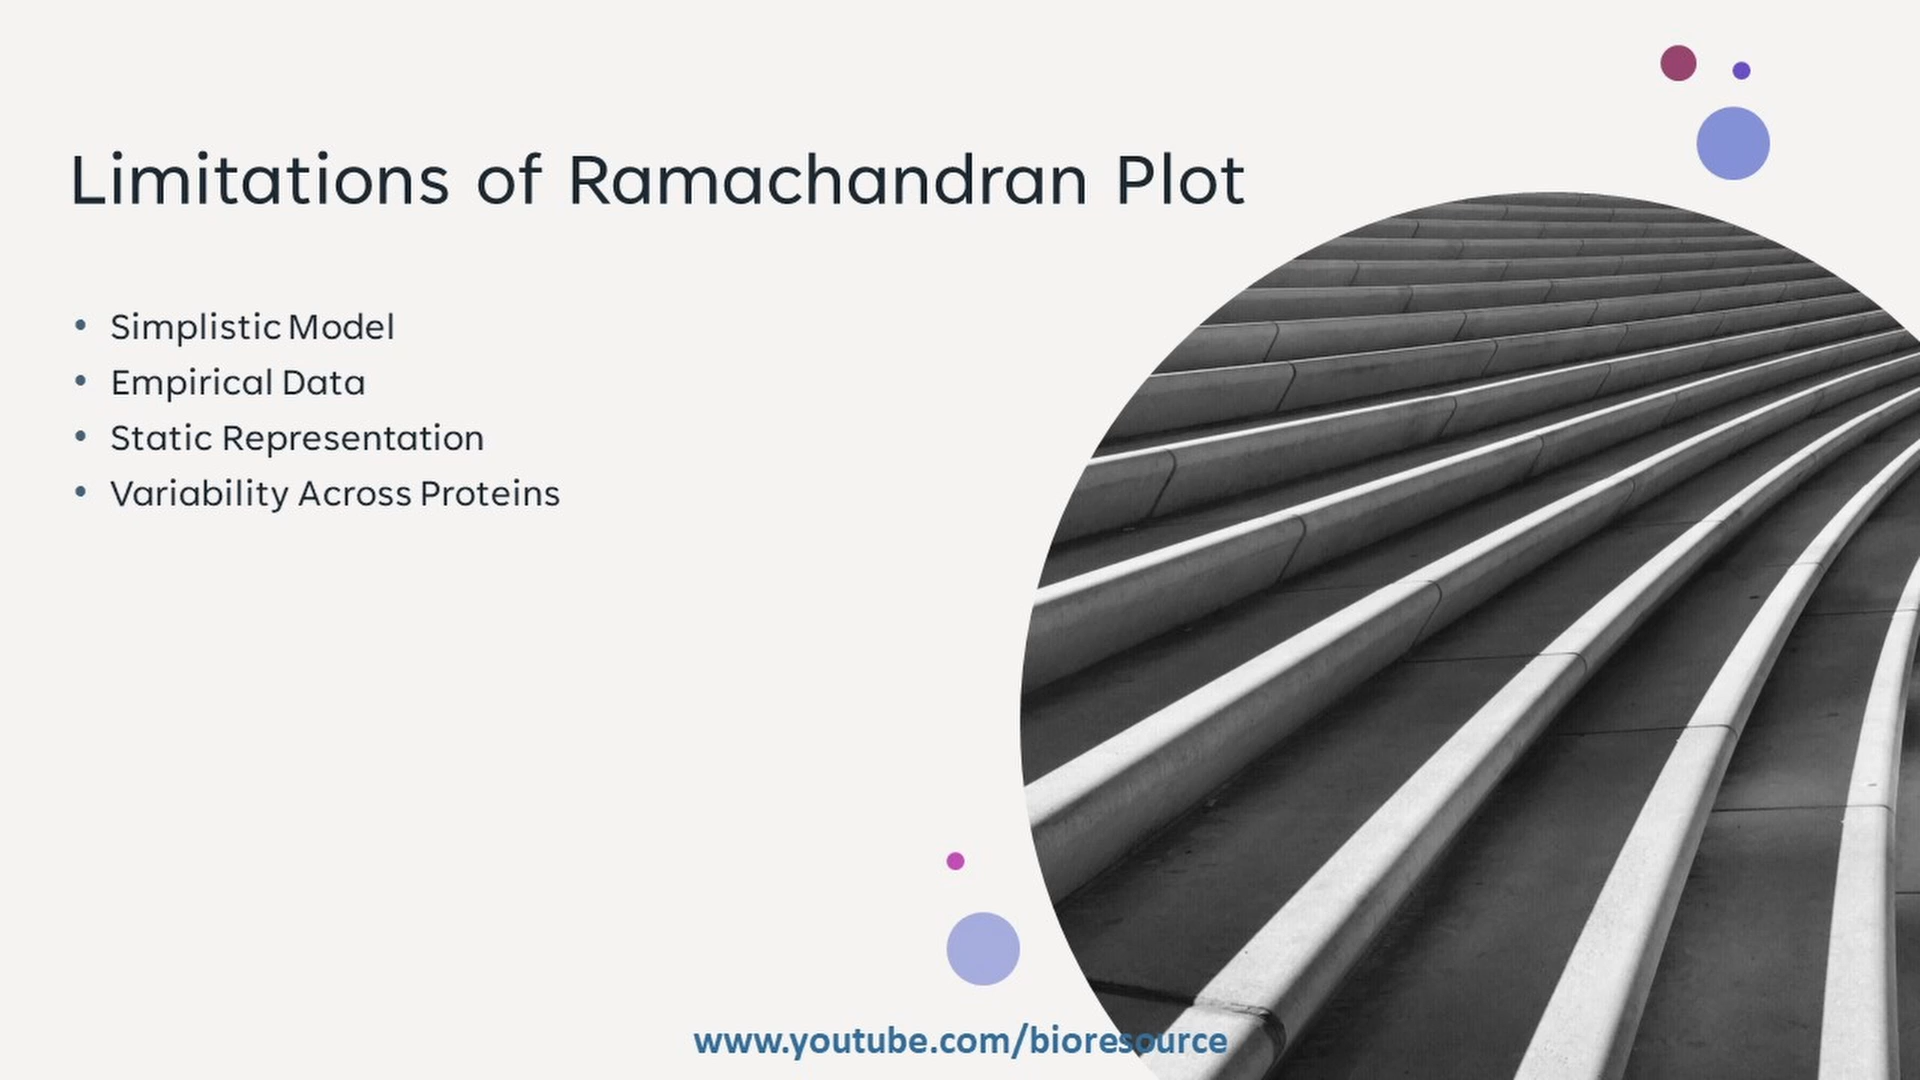 Limitations of Ramachandran Plot
• Simplistic Model
• Empirical Data
• Static Representation
• Variability Across Proteins
www.youtube.com/bioresource